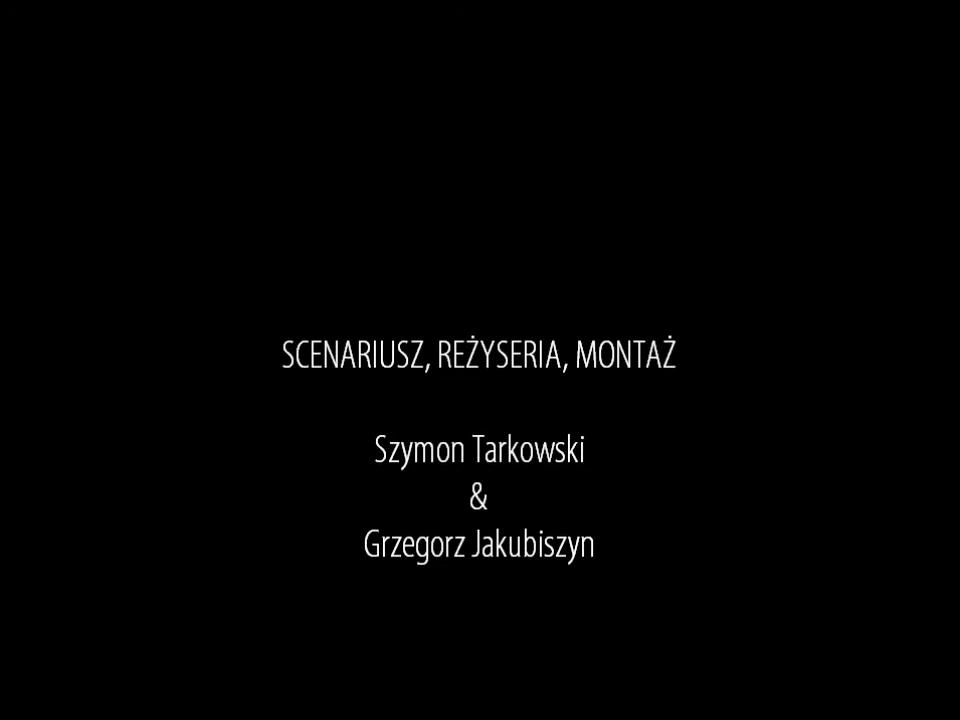 SCENARIUSZ, REŻYSERIA, MONTAŻ
Szymon Tarkowski
&
Grzegorz Jakubiszyn